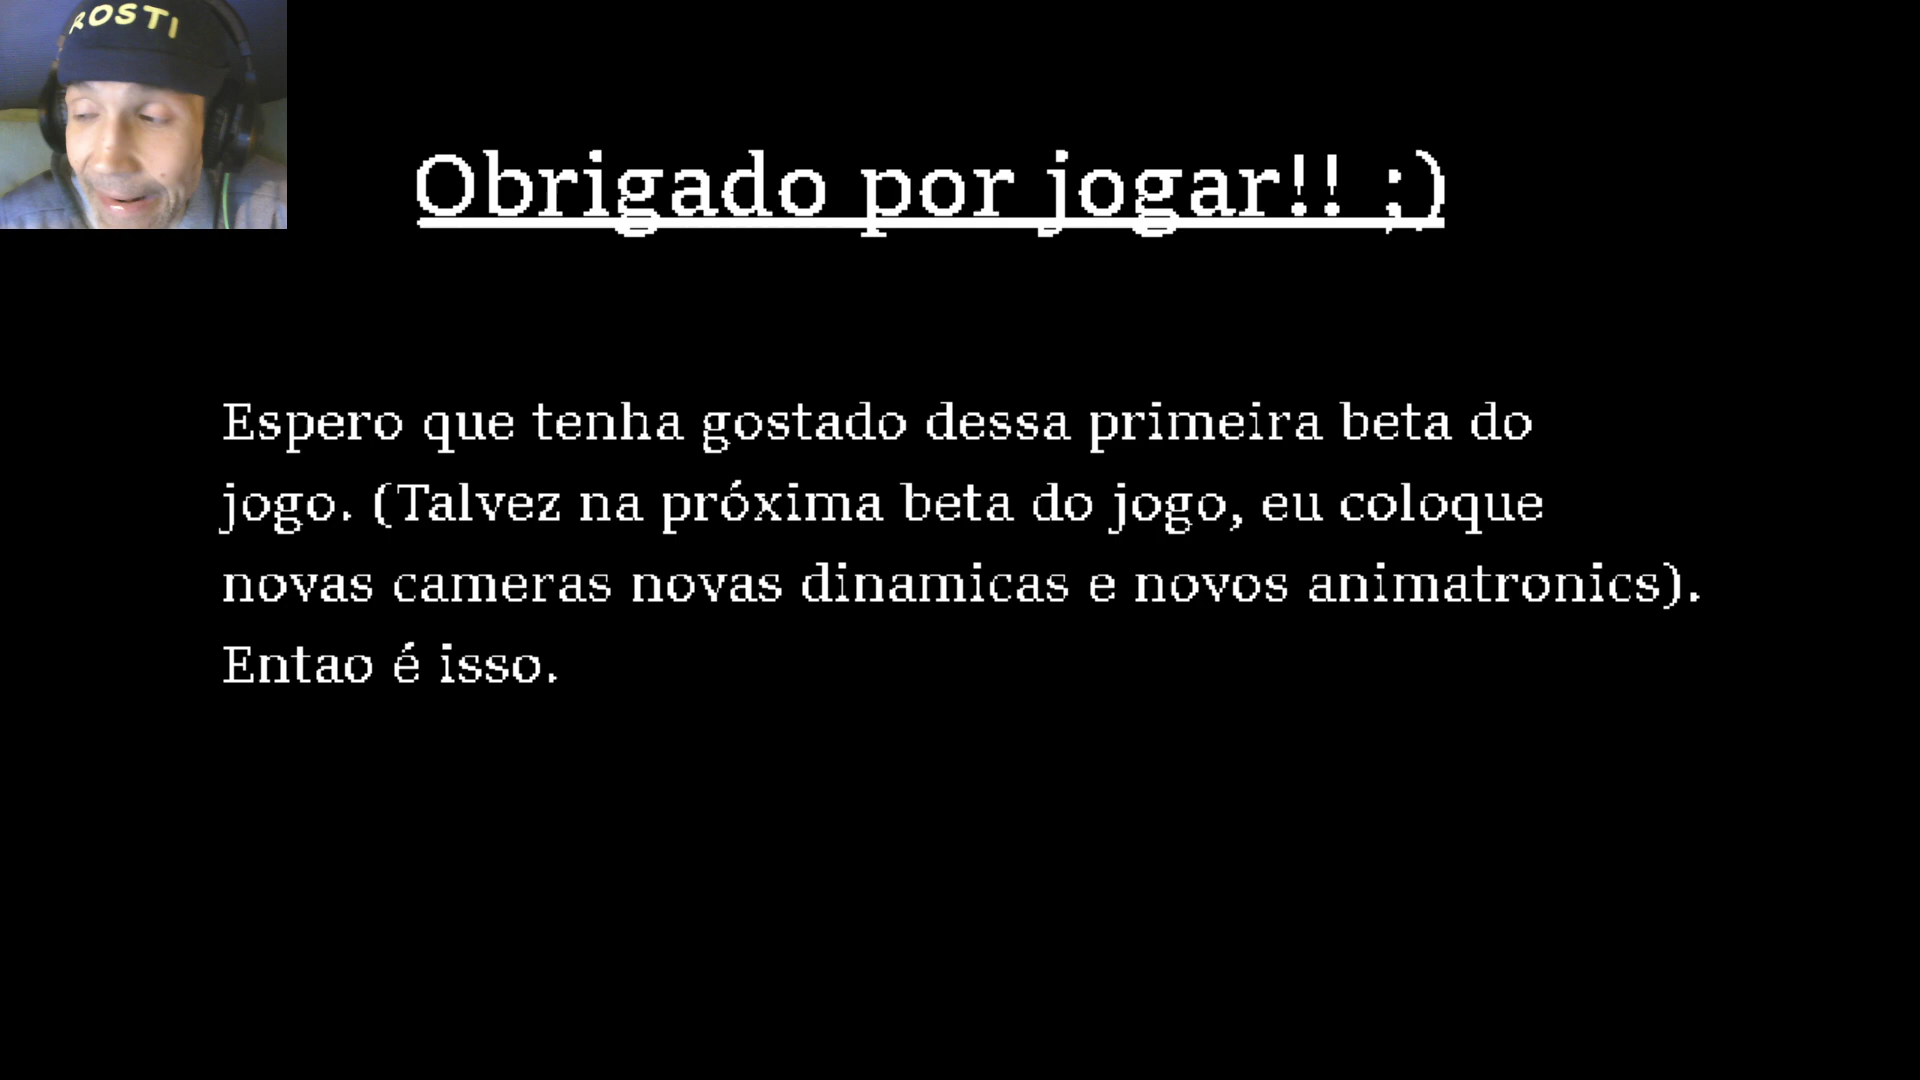 ROSTI
Obrigado por jogar!! ;)
Espero que tenha gostado dessa primeira beta do
jogo. (Talvez na próxima beta do jogo, eu coloque
novas cameras novas dinamicas e novos animatronics).
Entao é isso.